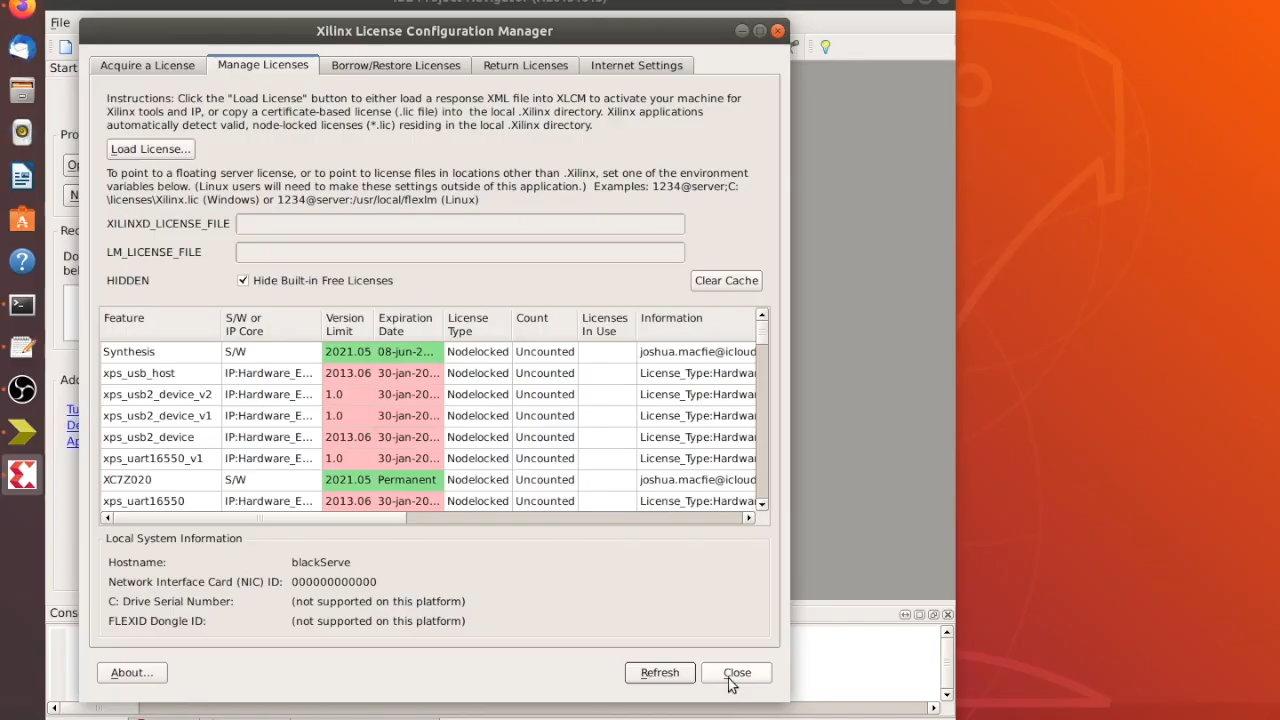 File
Xilinx License Configuration Manager
Acquire a License
Manage Licenses
Borrow/Restore Licenses
Return Licenses
Internet Settings
Start
Instructions: Click the "Load License" button to either load a response XML file into XLCM to activate your machine for
Xilinx tools and IP, or copy a certificate-based license (.lic file) into the local .Xilinx directory. Xilinx applications
automatically detect valid, node-locked licenses (*.lic) residing in the local .Xilinx directory.
Load License...
To point to a floating server license, or to point to license files in locations other than .Xilinx, set one of the environment
variables below. (Linux users will need to make these settings outside of this application.) Examples: 1234@server;C:
\licenses\Xilinx.lic (Windows) or 1234@server:/usr/local/flexlm (Linux)
XILINXD_LICENSE_FILE
LM_LICENSE_FILE
HIDDEN
Hide Built-in Free Licenses
Clear Cache
Feature S/W or IP Core Version Limit Expiration Date License Type Count Licenses In Use Information
Synthesis S/W 2021.05 08-jun-2... Nodelocked Uncounted joshua.macfie@icloud
xps_usb_host IP:Hardware_E... 2013.06 30-jan-20... Nodelocked Uncounted License_Type:Hardwa
xps_usb2_device_v2 IP:Hardware_E... 1.0 30-jan-20... Nodelocked Uncounted License_Type:Hardwa
xps_usb2_device_v1 IP:Hardware_E... 1.0 30-jan-20... Nodelocked Uncounted License_Type:Hardwa
xps_usb2_device IP:Hardware_E... 2013.06 30-jan-20... Nodelocked Uncounted License_Type:Hardwa
xps_uart16550_v1 IP:Hardware_E... 1.0 30-jan-20... Nodelocked Uncounted License_Type:Hardwa
XC7Z020 S/W 2021.05 Permanent Nodelocked Uncounted joshua.macfie@icloud
xps_uart16550 IP:Hardware_E... 2013.06 30-jan-20... Nodelocked Uncounted License_Type:Hardwa
Local System Information
Hostname: blackServe
Network Interface Card (NIC) ID: 000000000000
C: Drive Serial Number: (not supported on this platform)
FLEXID Dongle ID: (not supported on this platform)
About...
Refresh
Close